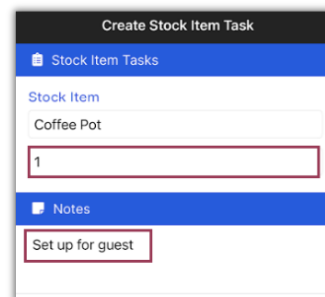 Create Stock Item Task
Stock Item Tasks
Stock Item
Coffee Pot
1
Notes
Set up for guest